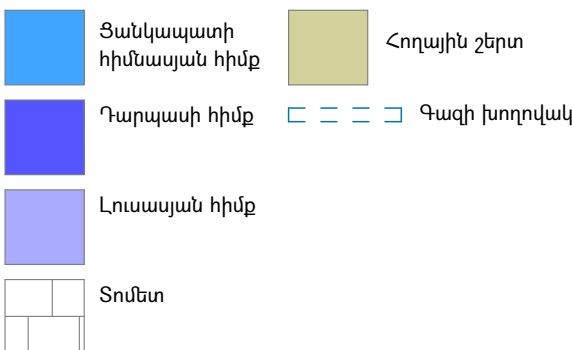 Ցանկապատի
հիմնասյան հիմք
Դարպասի հիմք
Լուսասյան հիմք
Տոմետ
Հողային շերտ
Գազի խողովակ